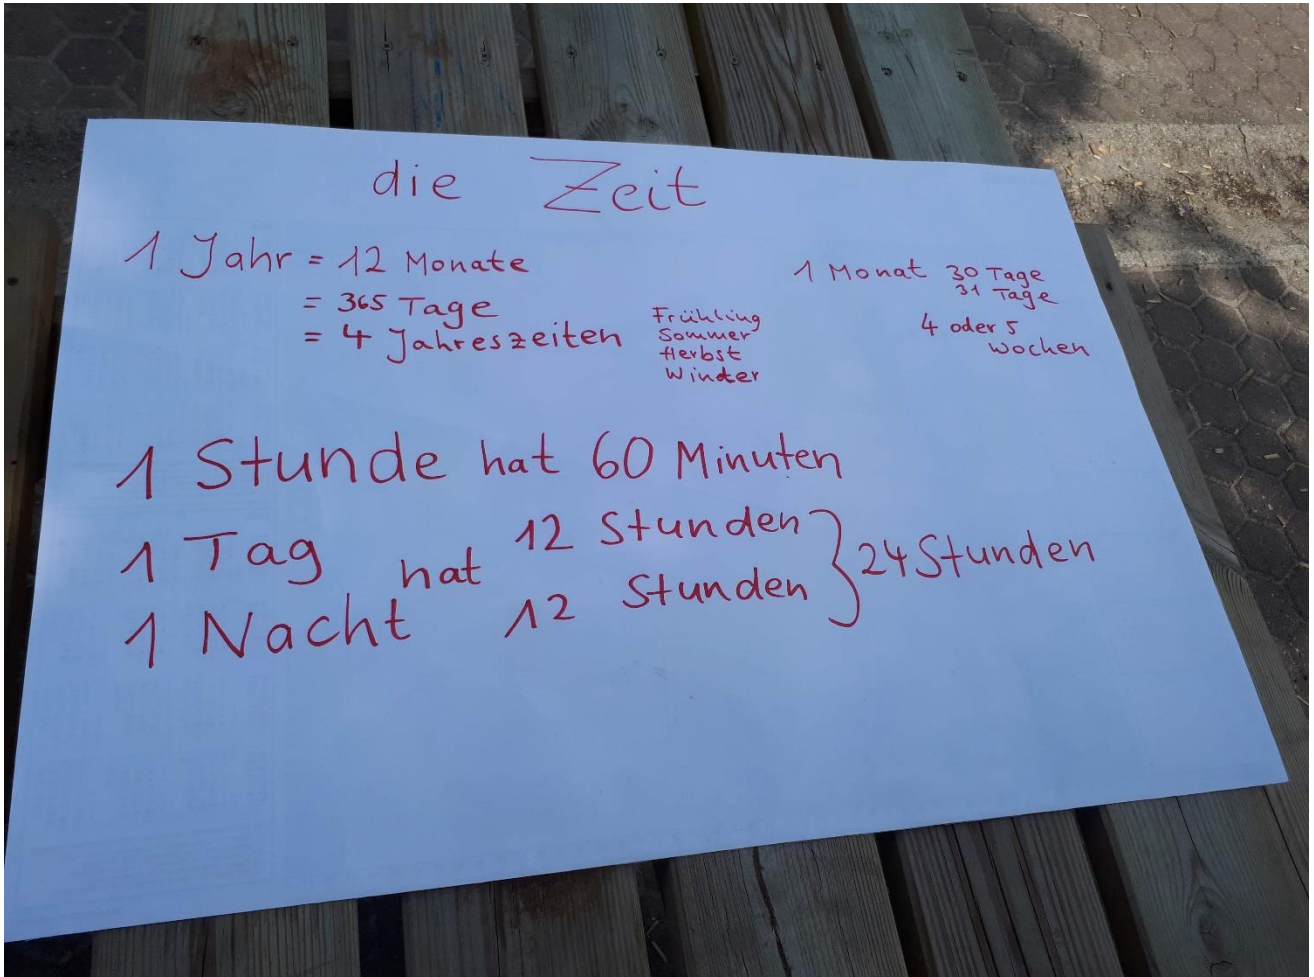 die Zeit
1 Jahr = 12 Monate
= 365 Tage
= 4 Jahreszeiten
Frühling
Sommer
Herbst
Winter
1 Monat 30 Tage
31 Tage
4 oder 5
Wochen
1 Stunde hat 60 Minuten
1 Tag hat 12 Stunden
1 Nacht 12 Stunden
} 24 Stunden